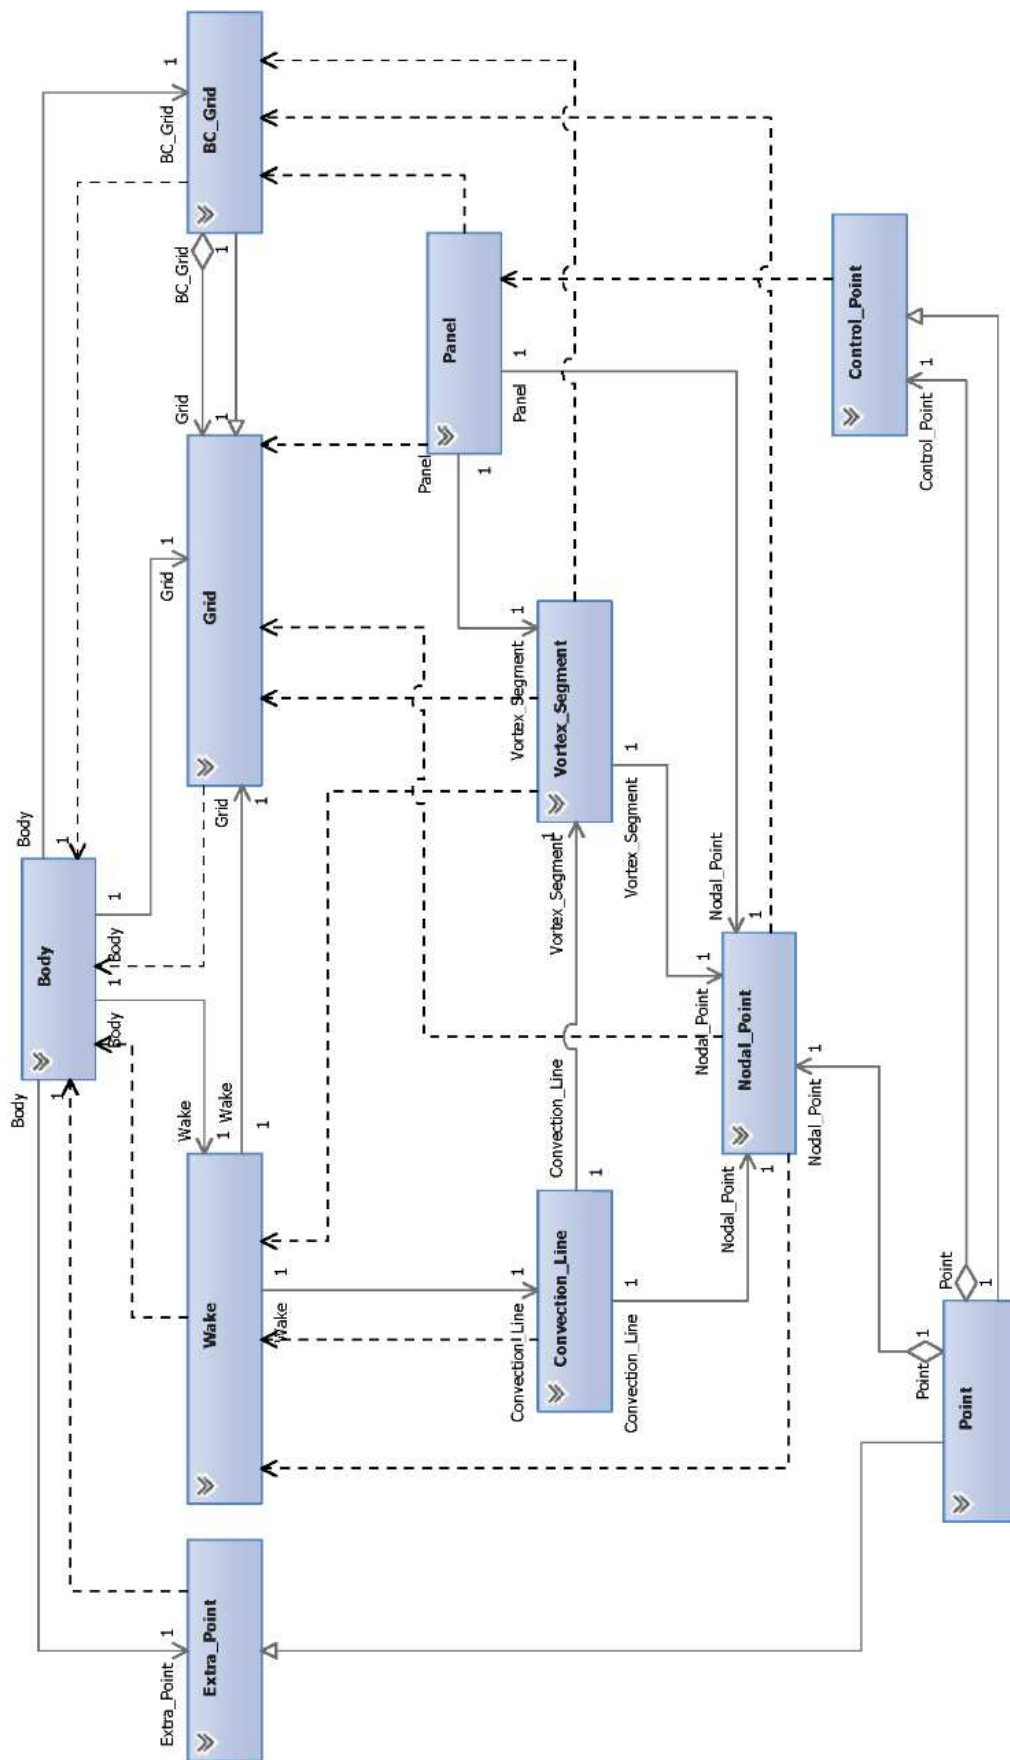 Body
1
Extra_Point
Body
1
Body
1
Body
1
Body
1
Extra_Point
1
Wake
Wake
1
Wake
1
Wake
1
Grid
Grid
1
Grid
1
Grid
1
BC_Grid
BC_Grid
1
BC_Grid
1
Panel
Panel
1
Panel
1
Vortex_Segment
Vortex_Segment
1
Vortex_Segment
1
Vortex_Segment
1
Convection_Line
Convection_Line
1
Convection_Line
1
Convection_Line
1
Nodal_Point
Nodal_Point
1
Nodal_Point
1
Nodal_Point
1
Nodal_Point
1
Control_Point
Control_Point
1
Point
Point
1
Point
1